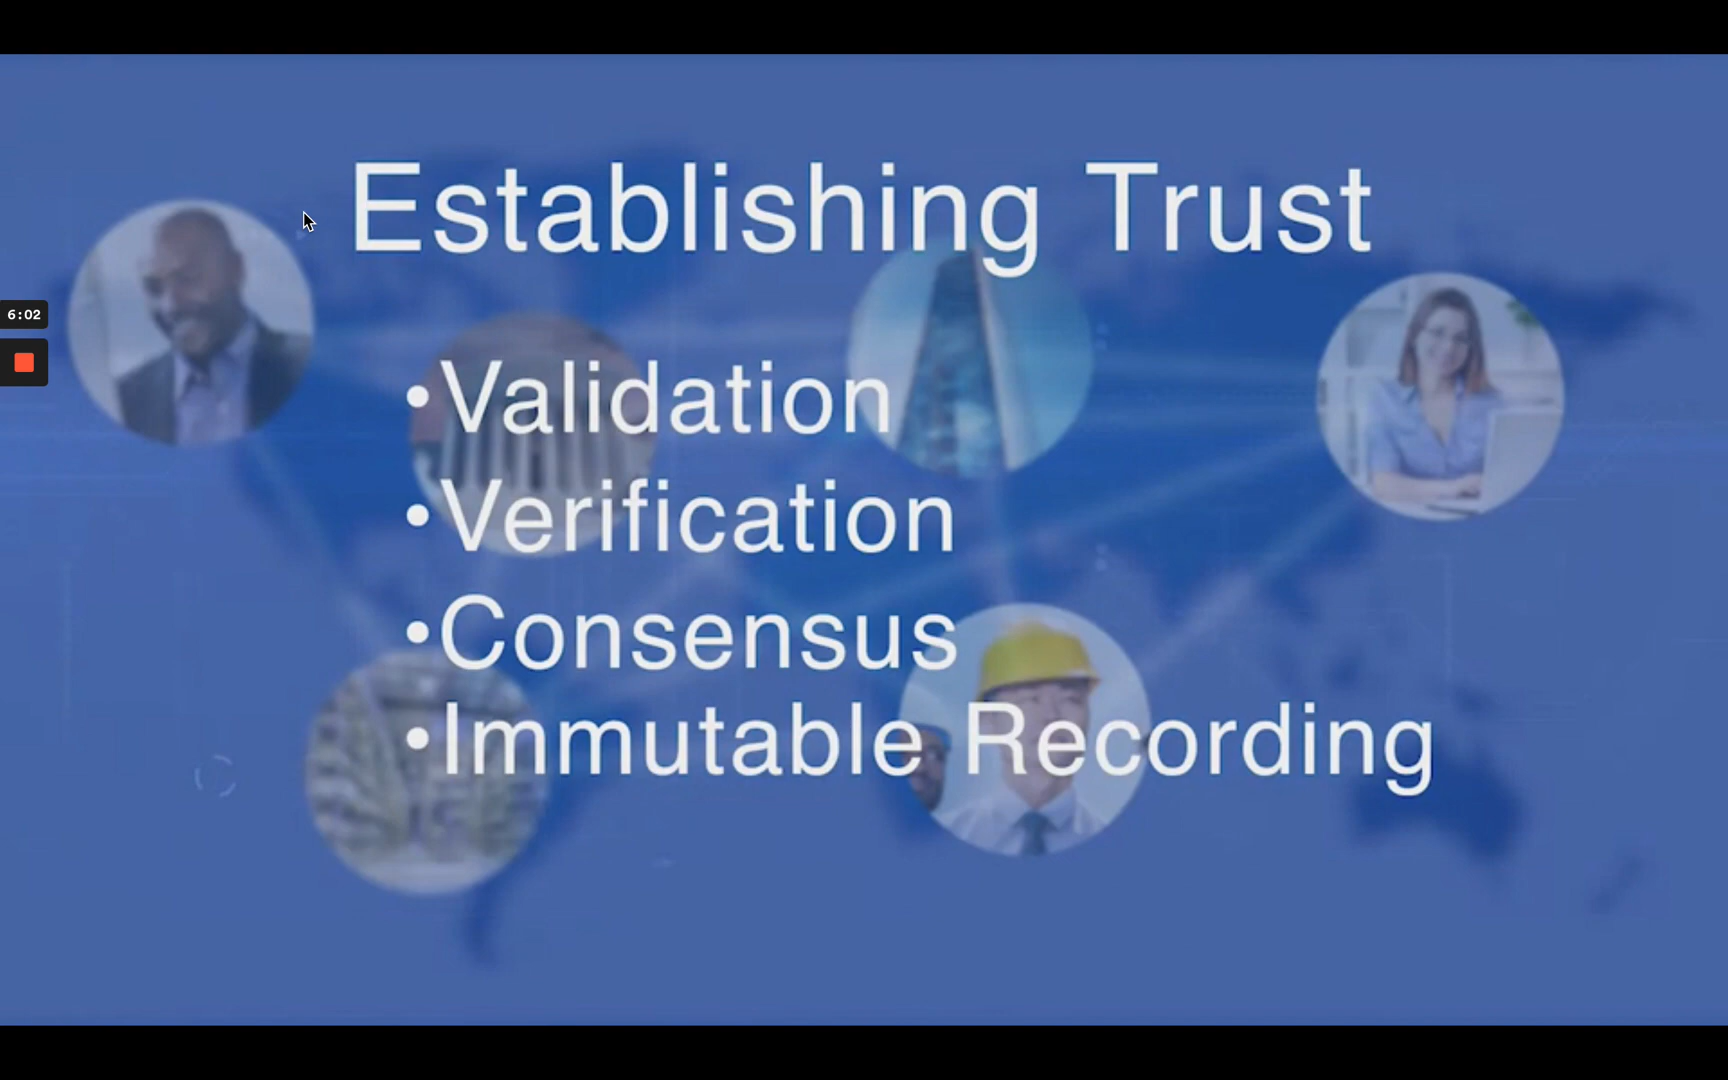 Establishing Trust
6:02
•Validation
•Verification
•Consensus
•Immutable Recording